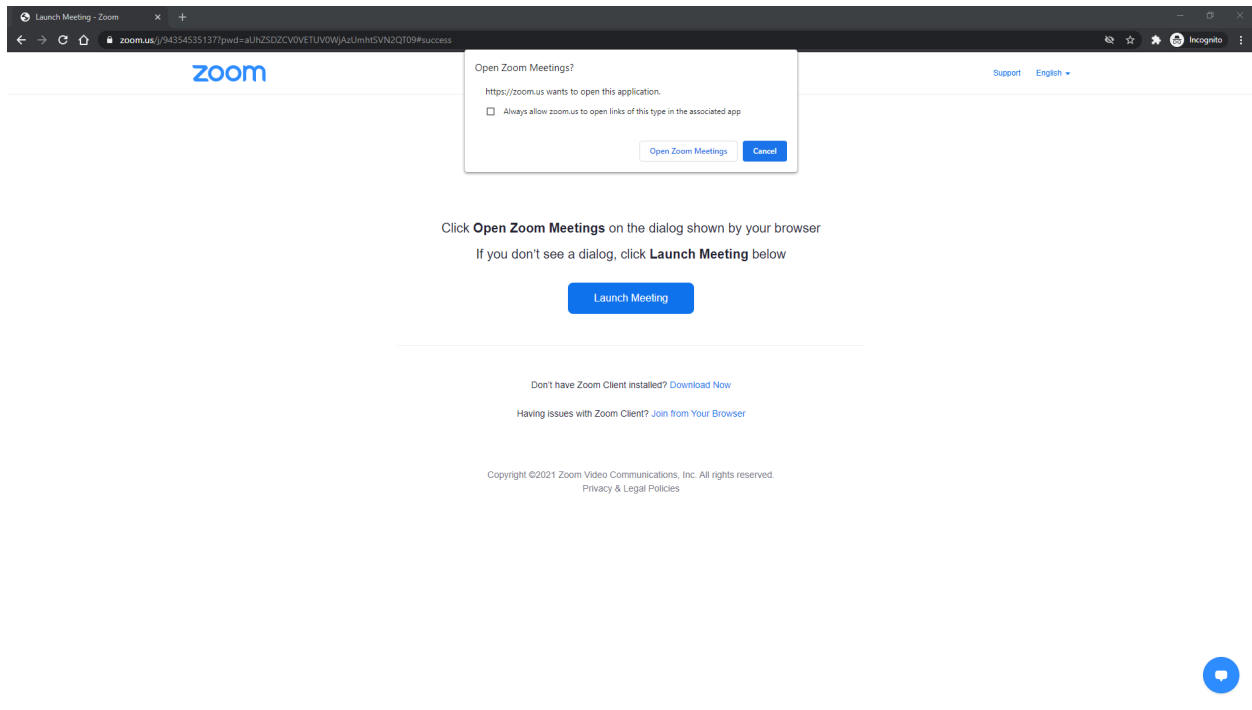 Launch Meeting - Zoom
zoom.us/j/94354535137?pwd=aUhZSDZCV0VETUV0WjAzUmhtSVN2QT09#success
Incognito
zoom
Support
English
Open Zoom Meetings?
https://zoom.us wants to open this application.
Always allow zoom.us to open links of this type in the associated app
Open Zoom Meetings
Cancel
Click Open Zoom Meetings on the dialog shown by your browser
If you don't see a dialog, click Launch Meeting below
Launch Meeting
Don't have Zoom Client installed? Download Now
Having issues with Zoom Client? Join from Your Browser
Copyright ©2021 Zoom Video Communications, Inc. All rights reserved.
Privacy & Legal Policies